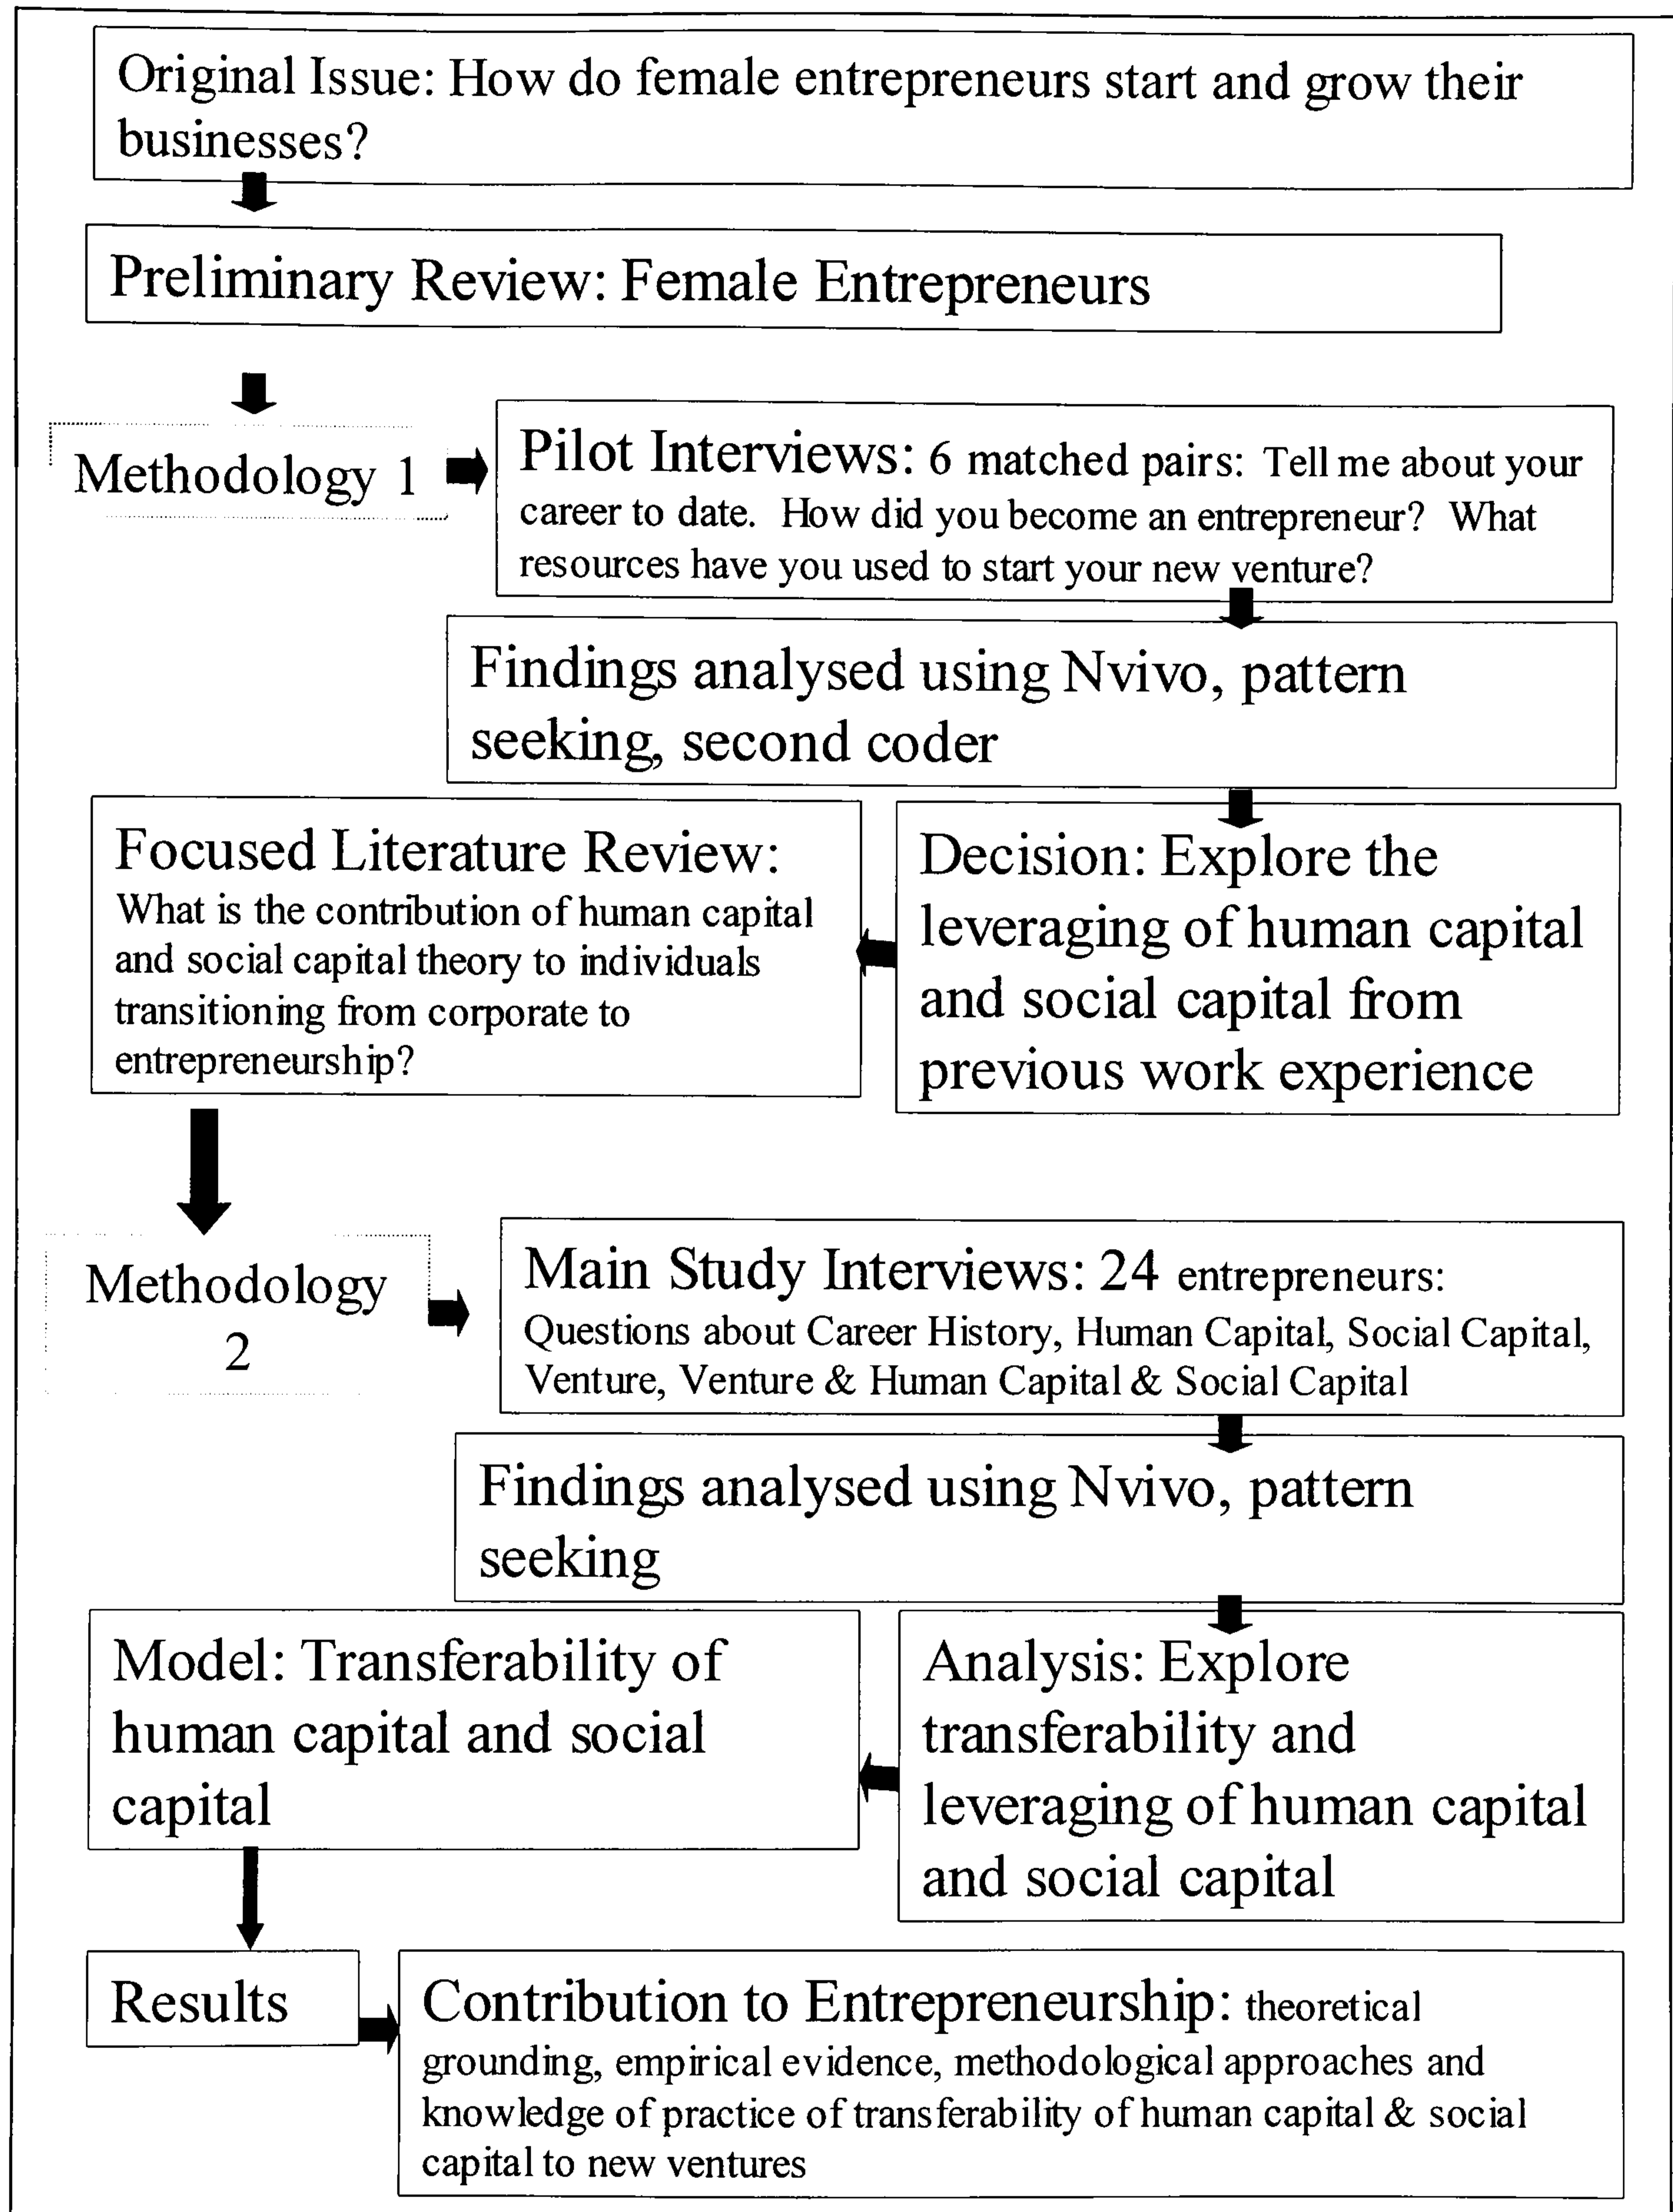 Original Issue: How do female entrepreneurs start and grow their
businesses?
Preliminary Review: Female Entrepreneurs
Methodology 1
Pilot Interviews: 6 matched pairs: Tell me about your
career to date. How did you become an entrepreneur? What
resources have you used to start your new venture?
Findings analysed using Nvivo, pattern
seeking, second coder
Decision: Explore the
leveraging of human capital
and social capital from
previous work experience
Focused Literature Review:
What is the contribution of human capital
and social capital theory to individuals
transitioning from corporate to
entrepreneurship?
Methodology
2
Main Study Interviews: 24 entrepreneurs:
Questions about Career History, Human Capital, Social Capital,
Venture, Venture & Human Capital & Social Capital
Findings analysed using Nvivo, pattern
seeking
Analysis: Explore
transferability and
leveraging of human capital
and social capital
Model: Transferability of
human capital and social
capital
Results
Contribution to Entrepreneurship: theoretical
grounding, empirical evidence, methodological approaches and
knowledge of practice of transferability of human capital & social
capital to new ventures